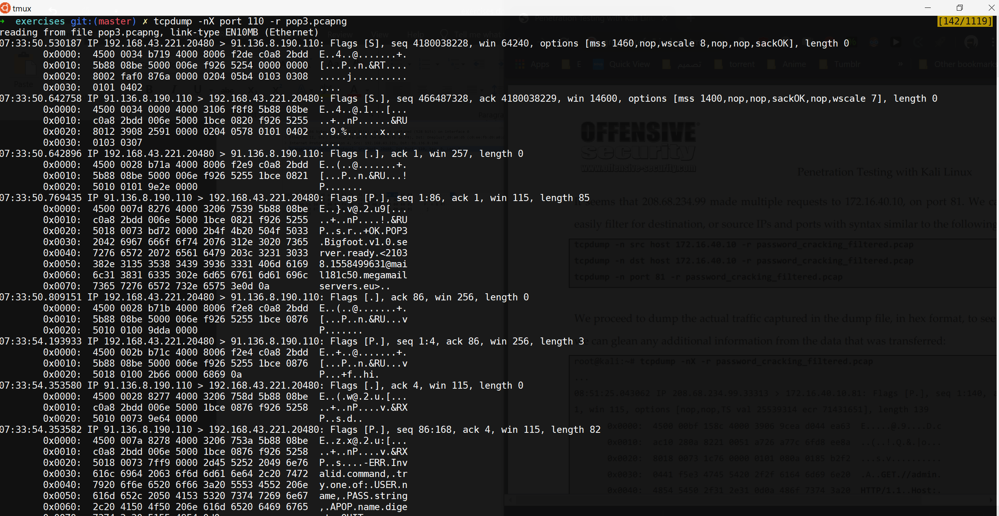 tmux
→ exercises git:(master) ✗ tcpdump -nX port 110 -r pop3.pcapng
[142/1119]
reading from file pop3.pcapng, link-type EN10MB (Ethernet)
07:33:50.530187 IP 192.168.43.221.20480 > 91.136.8.190.110: Flags [S], seq 4180038228, win 64240, options [mss 1460,nop,wscale 8,nop,nop,sackOK], length 0
0x0000: 4500 0034 b719 4000 8006 f2de c0a8 2bdd E..4..@.......+.
0x0010: 5b88 08be 5000 006e f926 5254 0000 0000 [...P..n.&RT....
0x0020: 8002 faf0 876a 0000 0204 05b4 0103 0308 .....j..........
0x0030: 0101 0402 ....
07:33:50.642758 IP 91.136.8.190.110 > 192.168.43.221.20480: Flags [S.], seq 466487328, ack 4180038229, win 14600, options [mss 1400,nop,nop,sackOK,nop,wscale 7], length 0
0x0000: 4500 0034 0000 4000 3106 f8f8 5b88 08be E..4..@.1...[...
0x0010: c0a8 2bdd 006e 5000 1bce 0820 f926 5255 ..+..nP......&RU
0x0020: 8012 3908 2591 0000 0204 0578 0101 0402 ..9.%......x....
0x0030: 0103 0307 ....
07:33:50.642896 IP 192.168.43.221.20480 > 91.136.8.190.110: Flags [.], ack 1, win 257, length 0
0x0000: 4500 0028 b71a 4000 8006 f2e9 c0a8 2bdd E..(..@.......+.
0x0010: 5b88 08be 5000 006e f926 5255 1bce 0821 [...P..n.&RU...!
0x0020: 5010 0101 9e2e 0000 P.......
07:33:50.769435 IP 91.136.8.190.110 > 192.168.43.221.20480: Flags [P.], seq 1:86, ack 1, win 115, length 85
0x0000: 4500 007d 8276 4000 3206 7539 5b88 08be E..}.v@.2.u9[...
0x0010: c0a8 2bdd 006e 5000 1bce 0821 f926 5255 ..+..nP....!.&RU
0x0020: 5018 0073 bd72 0000 2b4f 4b20 504f 5033 P..s.r..+OK.POP3
0x0030: 2042 6967 666f 6f74 2076 312e 3020 7365 .Bigfoot.v1.0.se
0x0040: 7276 6572 2072 6561 6479 203c 3231 3033 rver.ready.<2103
0x0050: 382e 3135 3538 3439 3936 3331 406d 6169 8.1558499631@mai
0x0060: 6c31 3831 6335 302e 6d65 6761 6d61 696c l181c50.megamail
0x0070: 7365 7276 6572 732e 6575 3e0d 0a servers.eu>..
07:33:50.809151 IP 192.168.43.221.20480 > 91.136.8.190.110: Flags [.], ack 86, win 256, length 0
0x0000: 4500 0028 b71b 4000 8006 f2e8 c0a8 2bdd E..(..@.......+.
0x0010: 5b88 08be 5000 006e f926 5255 1bce 0876 [...P..n.&RU...v
0x0020: 5010 0100 9dda 0000 P.......
07:33:54.193933 IP 192.168.43.221.20480 > 91.136.8.190.110: Flags [P.], seq 1:4, ack 86, win 256, length 3
0x0000: 4500 002b b71c 4000 8006 f2e4 c0a8 2bdd E..+..@.......+.
0x0010: 5b88 08be 5000 006e f926 5255 1bce 0876 [...P..n.&RU...v
0x0020: 5018 0100 2b66 0000 6869 0a P...+f..hi.
07:33:54.353580 IP 91.136.8.190.110 > 192.168.43.221.20480: Flags [.], ack 4, win 115, length 0
0x0000: 4500 0028 8277 4000 3206 758d 5b88 08be E..(.w@.2.u.[...
0x0010: c0a8 2bdd 006e 5000 1bce 0876 f926 5258 ..+..nP....v.&RX
0x0020: 5010 0073 9e64 0000 P..s.d..
07:33:54.353582 IP 91.136.8.190.110 > 192.168.43.221.20480: Flags [P.], seq 86:168, ack 4, win 115, length 82
0x0000: 4500 007a 8278 4000 3206 753a 5b88 08be E..z.x@.2.u:[...
0x0010: c0a8 2bdd 006e 5000 1bce 0876 f926 5258 ..+..nP....v.&RX
0x0020: 5018 0073 7ff9 0000 2d45 5252 2049 6e76 P..s....-ERR.Inv
0x0030: 616c 6964 2063 6f6d 6d61 6e64 2c20 7472 alid.command,.tr
0x0040: 7920 6f6e 6520 6f66 3a20 5553 4552 206e y.one.of:.USER.n
0x0050: 616d 652c 2050 4153 5320 7374 7269 6e67 ame,.PASS.string
0x0060: 2c20 4150 4f50 206e 616d 6520 6469 6765 ,.APOP.name.dige
Penetration Testing with Kali Lin
Review View Help Tell me what
Apps E Quick View تصميم torrent Anime Tumblr » Other bookmarks
Paste
OFFENSIVE
security
www.offensive-security.com
Penetration Testing with Kali Linux
It seems that 208.68.234.99 made multiple requests to 172.16.40.10, on port 81. We
easily filter for destination, or source IPs and ports with syntax similar to the following
tcpdump -n src host 172.16.40.10 -r password_cracking_filtered.pcap
tcpdump -n dst host 172.16.40.10 -r password_cracking_filtered.pcap
tcpdump -n port 81 -r password_cracking_filtered.pcap
We proceed to dump the actual traffic captured in the dump file, in hex format, to see
we can glean any additional information from the data that was transferred:
root@kali:~# tcpdump -nX -r password_cracking_filtered.pcap
...
08:51:25.043062 IP 208.68.234.99.33313 > 172.16.40.10.81: Flags [P.], seq 1:140,
1, win 115, options [nop,nop,TS val 25539314 ecr 71431651], length 139
0x0000: 4500 00bf 158c 4000 3906 9cea d044 ea63 E.....@.9....D.c
0x0010: ac10 280a 8221 0051 a726 a77c 6fd8 ee8a ..(..!.Q.&.|o...
0x0020: 8018 0073 1c76 0000 0101 080a 0185 b2f2 ...s.v..........
0x0030: 0441 f5e3 4745 5420 2f2f 6164 6d69 6e20 .A..GET.//admin.
0x0040: 4854 5450 2f31 2e31 0d0a 486f 7374 3a20 HTTP/1.1..Host:.